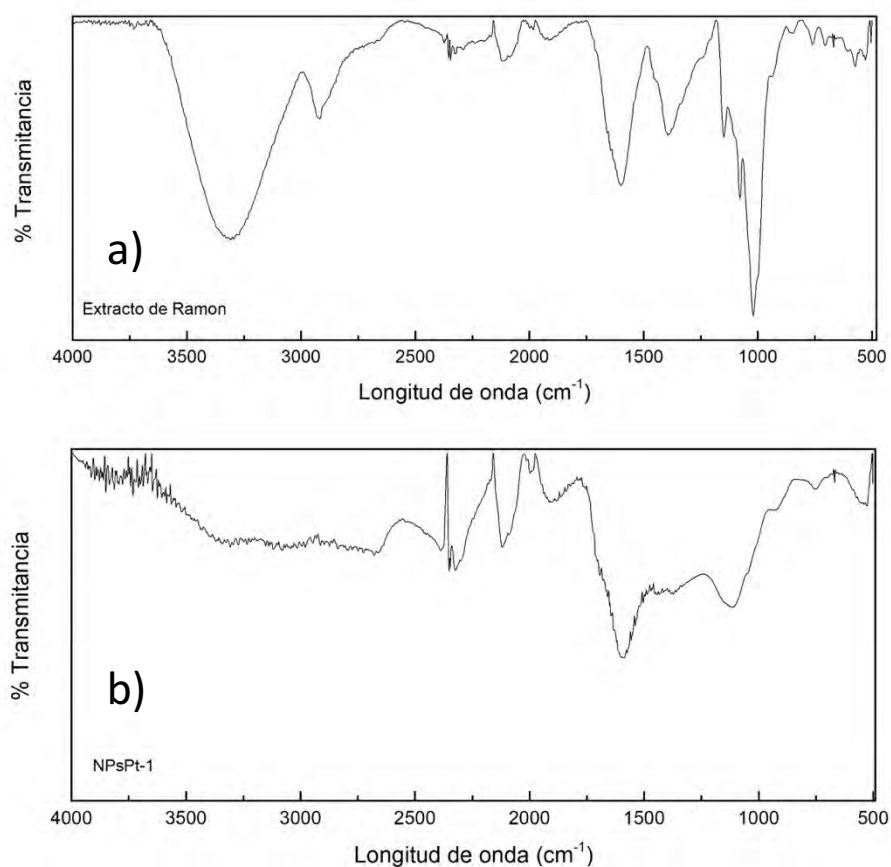 % Transmitancia
a)
Extracto de Ramon
4000 3500 3000 2500 2000 1500 1000 500
Longitud de onda (cm⁻¹)
% Transmitancia
b)
NPsPt-1
4000 3500 3000 2500 2000 1500 1000 500
Longitud de onda (cm⁻¹)